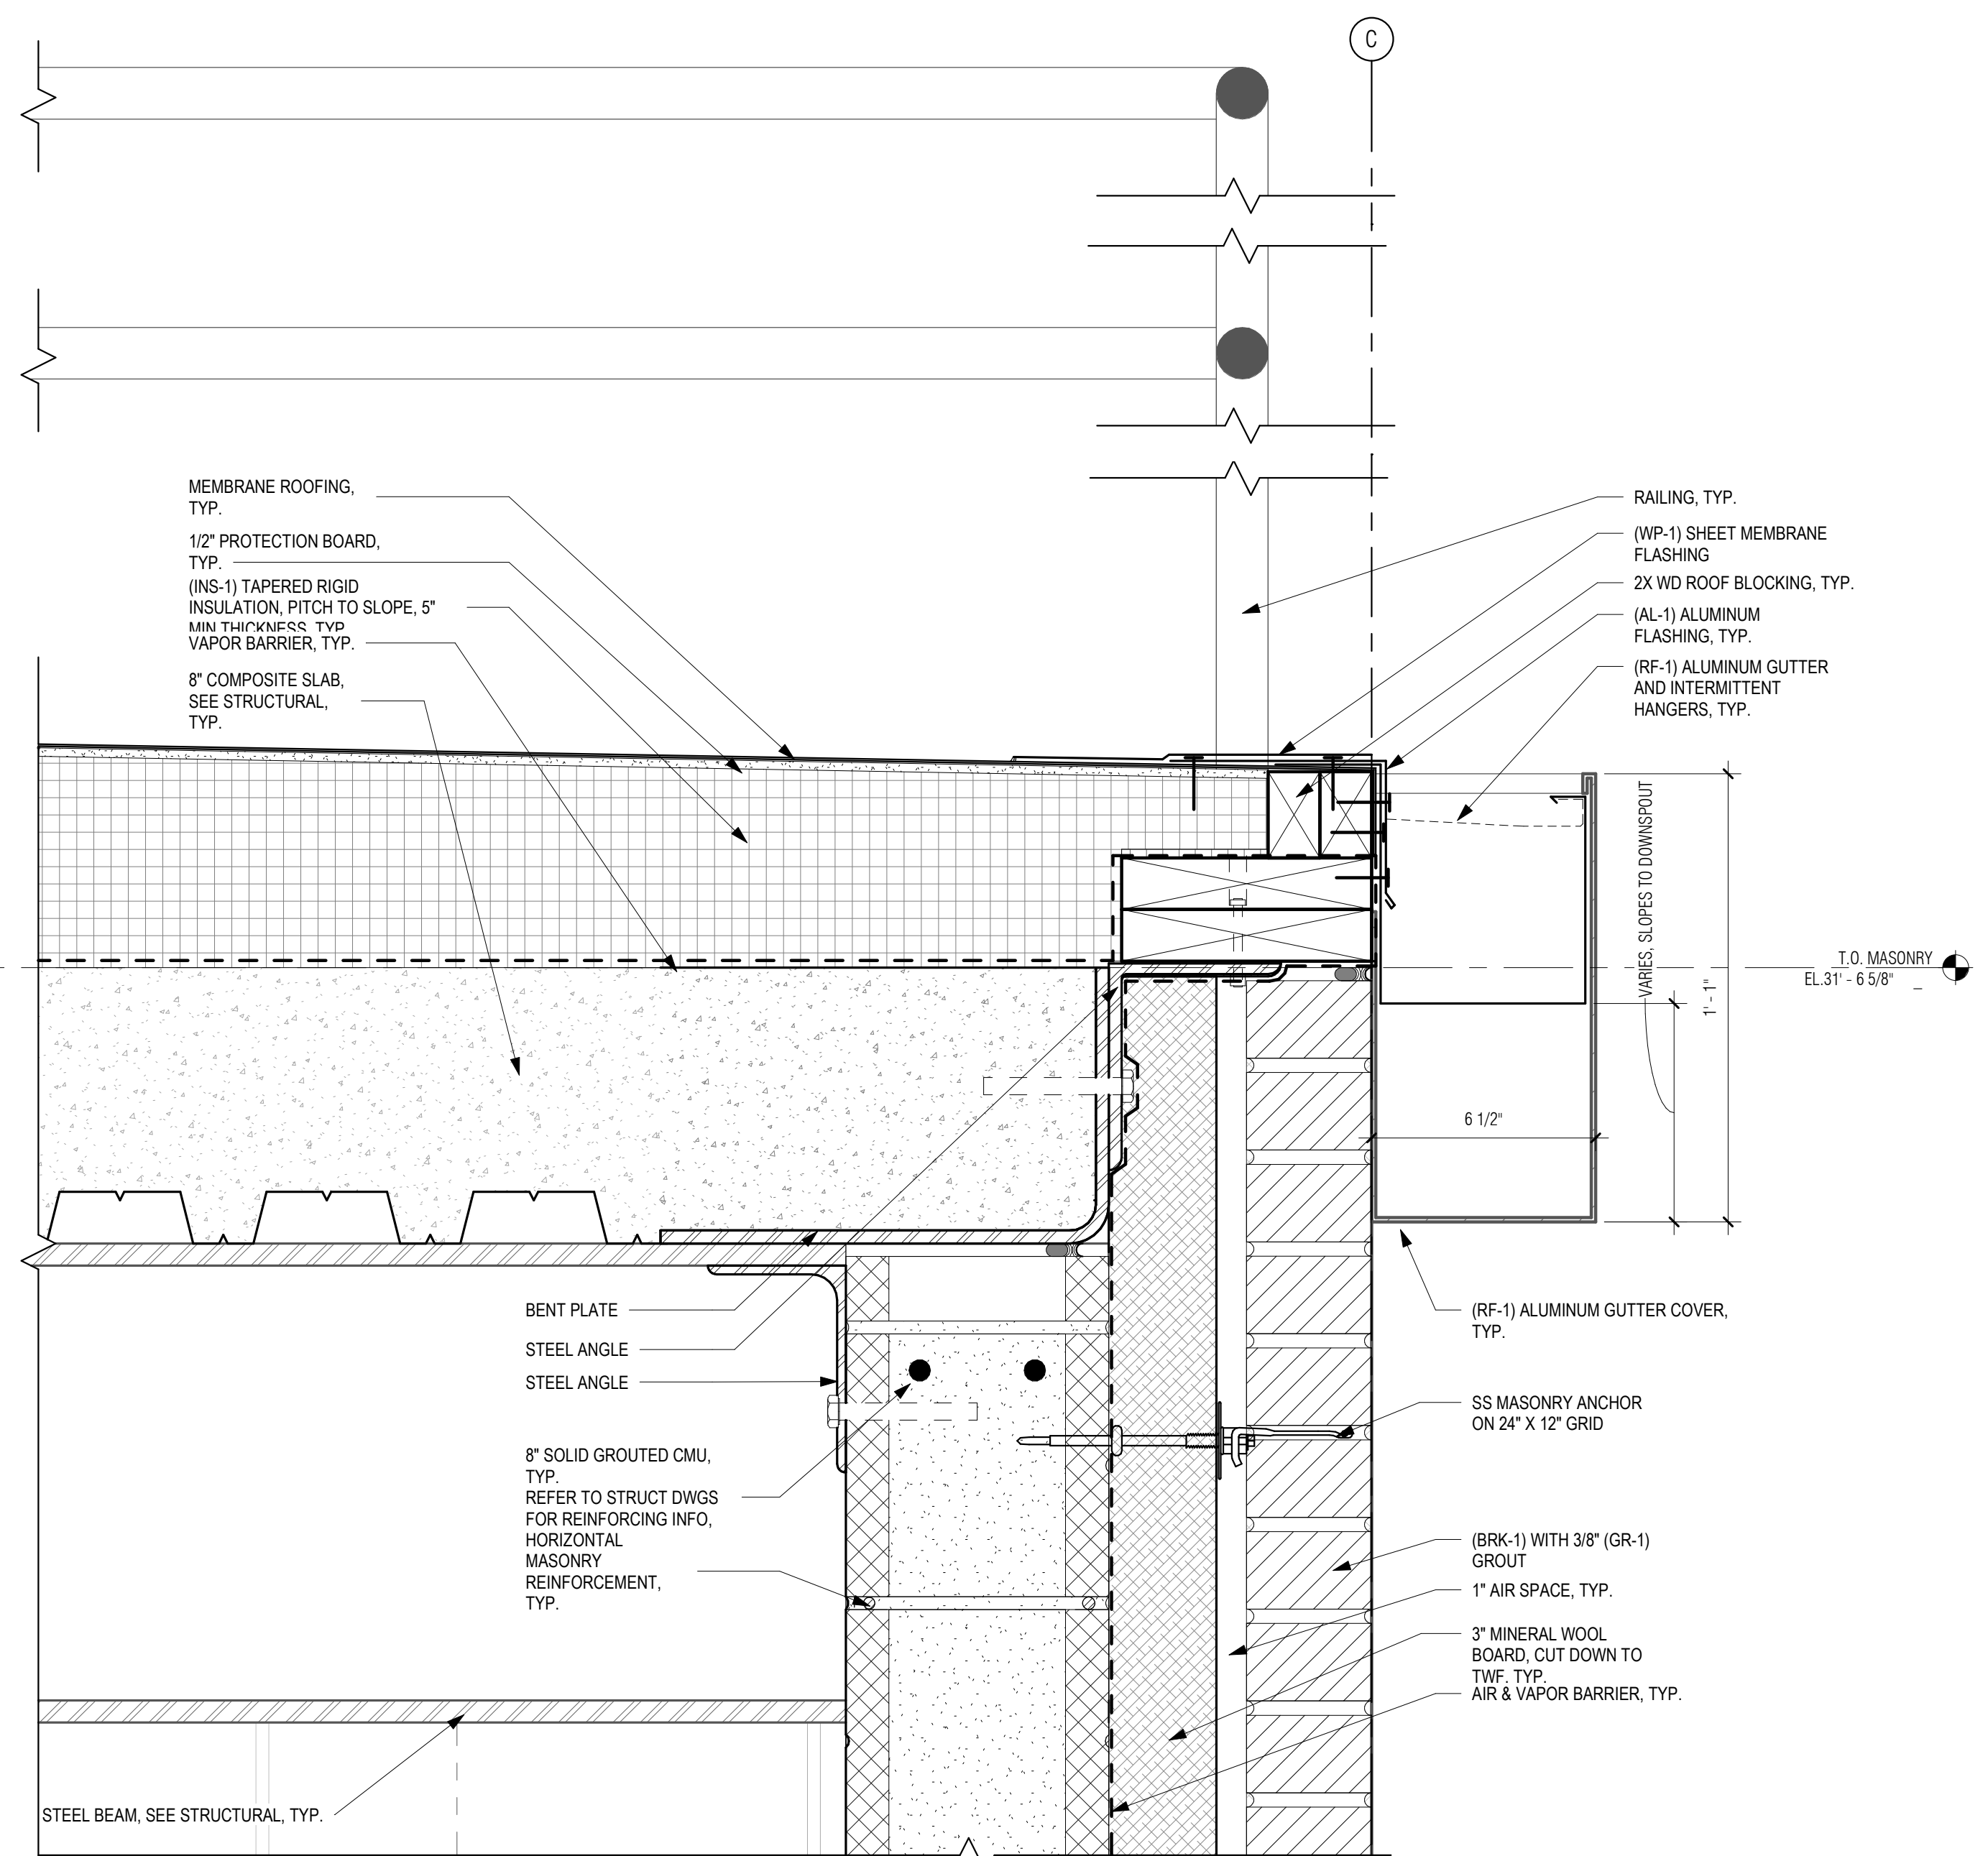 C
MEMBRANE ROOFING,
TYP.
1/2" PROTECTION BOARD,
TYP.
(INS-1) TAPERED RIGID
INSULATION, PITCH TO SLOPE, 5"
MIN THICKNESS, TYP.
VAPOR BARRIER, TYP.
8" COMPOSITE SLAB,
SEE STRUCTURAL,
TYP.
RAILING, TYP.
(WP-1) SHEET MEMBRANE
FLASHING
2X WD ROOF BLOCKING, TYP.
(AL-1) ALUMINUM
FLASHING, TYP.
(RF-1) ALUMINUM GUTTER
AND INTERMITTENT
HANGERS, TYP.
VARIES, SLOPES TO DOWNSPOUT
1' - 1"
T.O. MASONRY
EL.31' - 6 5/8"
6 1/2"
BENT PLATE
STEEL ANGLE
STEEL ANGLE
8" SOLID GROUTED CMU,
TYP.
REFER TO STRUCT DWGS
FOR REINFORCING INFO,
HORIZONTAL
MASONRY
REINFORCEMENT,
TYP.
STEEL BEAM, SEE STRUCTURAL, TYP.
(RF-1) ALUMINUM GUTTER COVER,
TYP.
SS MASONRY ANCHOR
ON 24" X 12" GRID
(BRK-1) WITH 3/8" (GR-1)
GROUT
1" AIR SPACE, TYP.
3" MINERAL WOOL
BOARD, CUT DOWN TO
TWF. TYP.
AIR & VAPOR BARRIER, TYP.